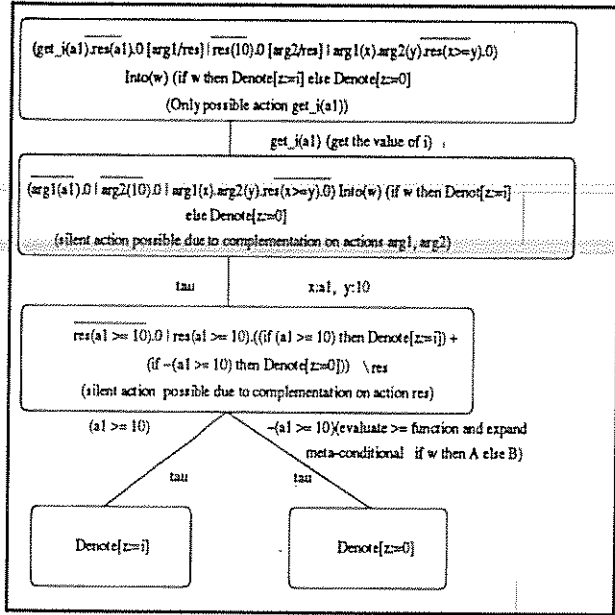 (get_i(a1).res(a1).0 [arg1/res] | res(10).0 [arg2/res] | arg1(x).arg2(y).res(x>=y).0)
Into(w) (if w then Denote[z:=i] else Denote[z:=0]
(Only possible action get_i(a1))
get_i(a1) (get the value of i)
(arg1(a1).0 | arg2(10).0 | arg1(x).arg2(y).res(x>=y).0) Into(w) (if w then Denot[z:=i]
else Denote[z:=0]
(silent action possible due to complementation on actions arg1, arg2)
tau x:a1, y:10
res(a1 >= 10).0 | res(a1 >= 10).((if (a1 >= 10) then Denote[z:=i]) +
(if ~(a1 >= 10) then Denote[z:=0])) \res
(silent action possible due to complementation on action res)
(a1 >= 10) ~(a1 >= 10)(evaluate >= function and expand
meta-conditional if w then A else B)
tau tau
Denote[z:=i] Denote[z:=0]